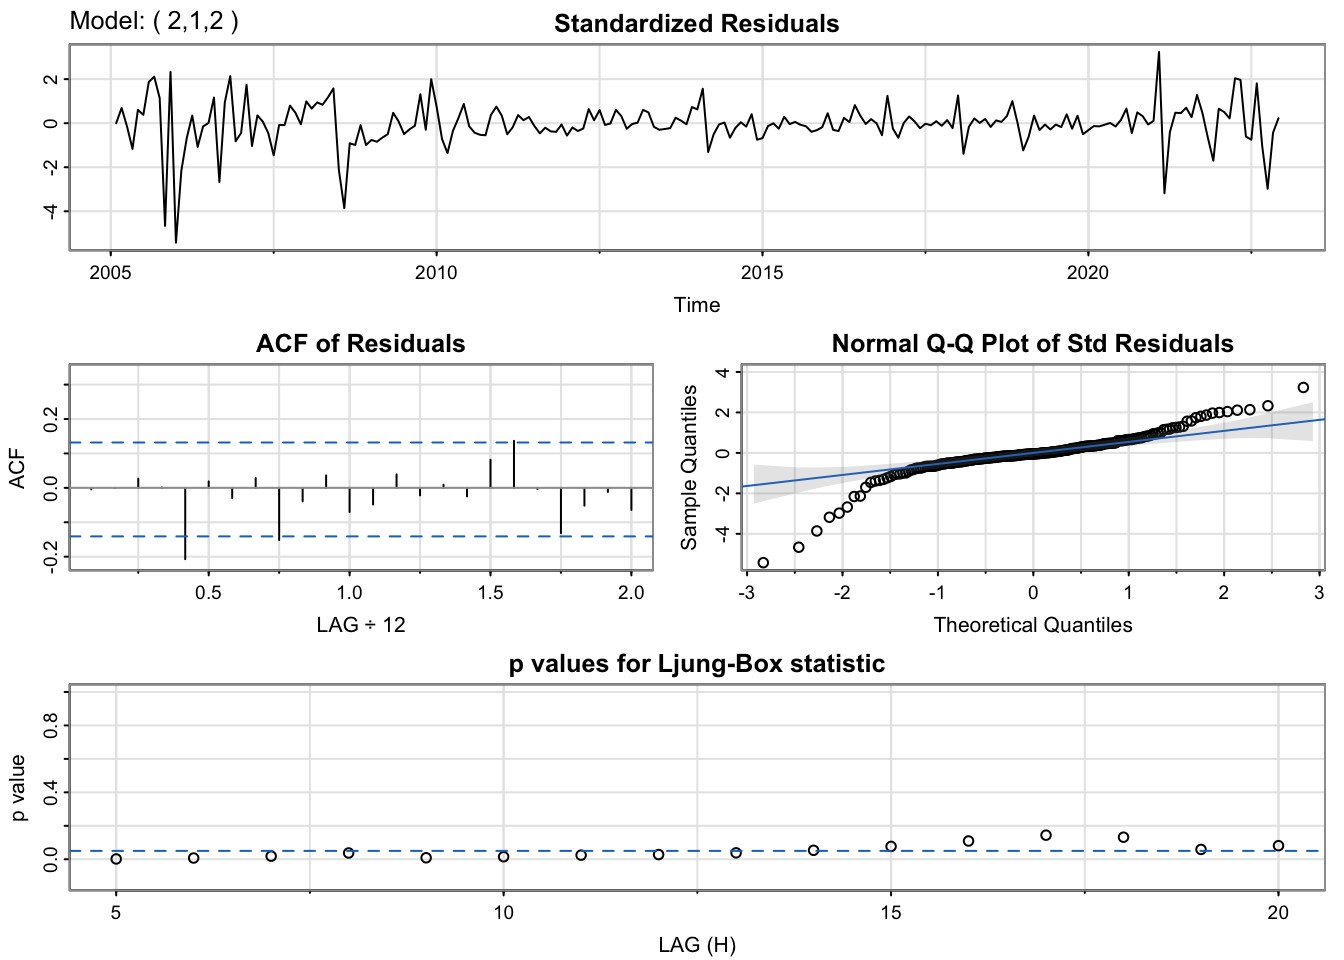 Model: ( 2,1,2 )
Standardized Residuals
2
0
-2
-4
2005 2010 2015 2020
Time
ACF of Residuals
ACF
0.2
0.0
-0.2
0.5 1.0 1.5 2.0
LAG ÷ 12
Normal Q-Q Plot of Std Residuals
Sample Quantiles
4
2
0
-2
-4
-3 -2 -1 0 1 2 3
Theoretical Quantiles
p values for Ljung-Box statistic
p value
0.8
0.4
0.0
5 10 15 20
LAG (H)